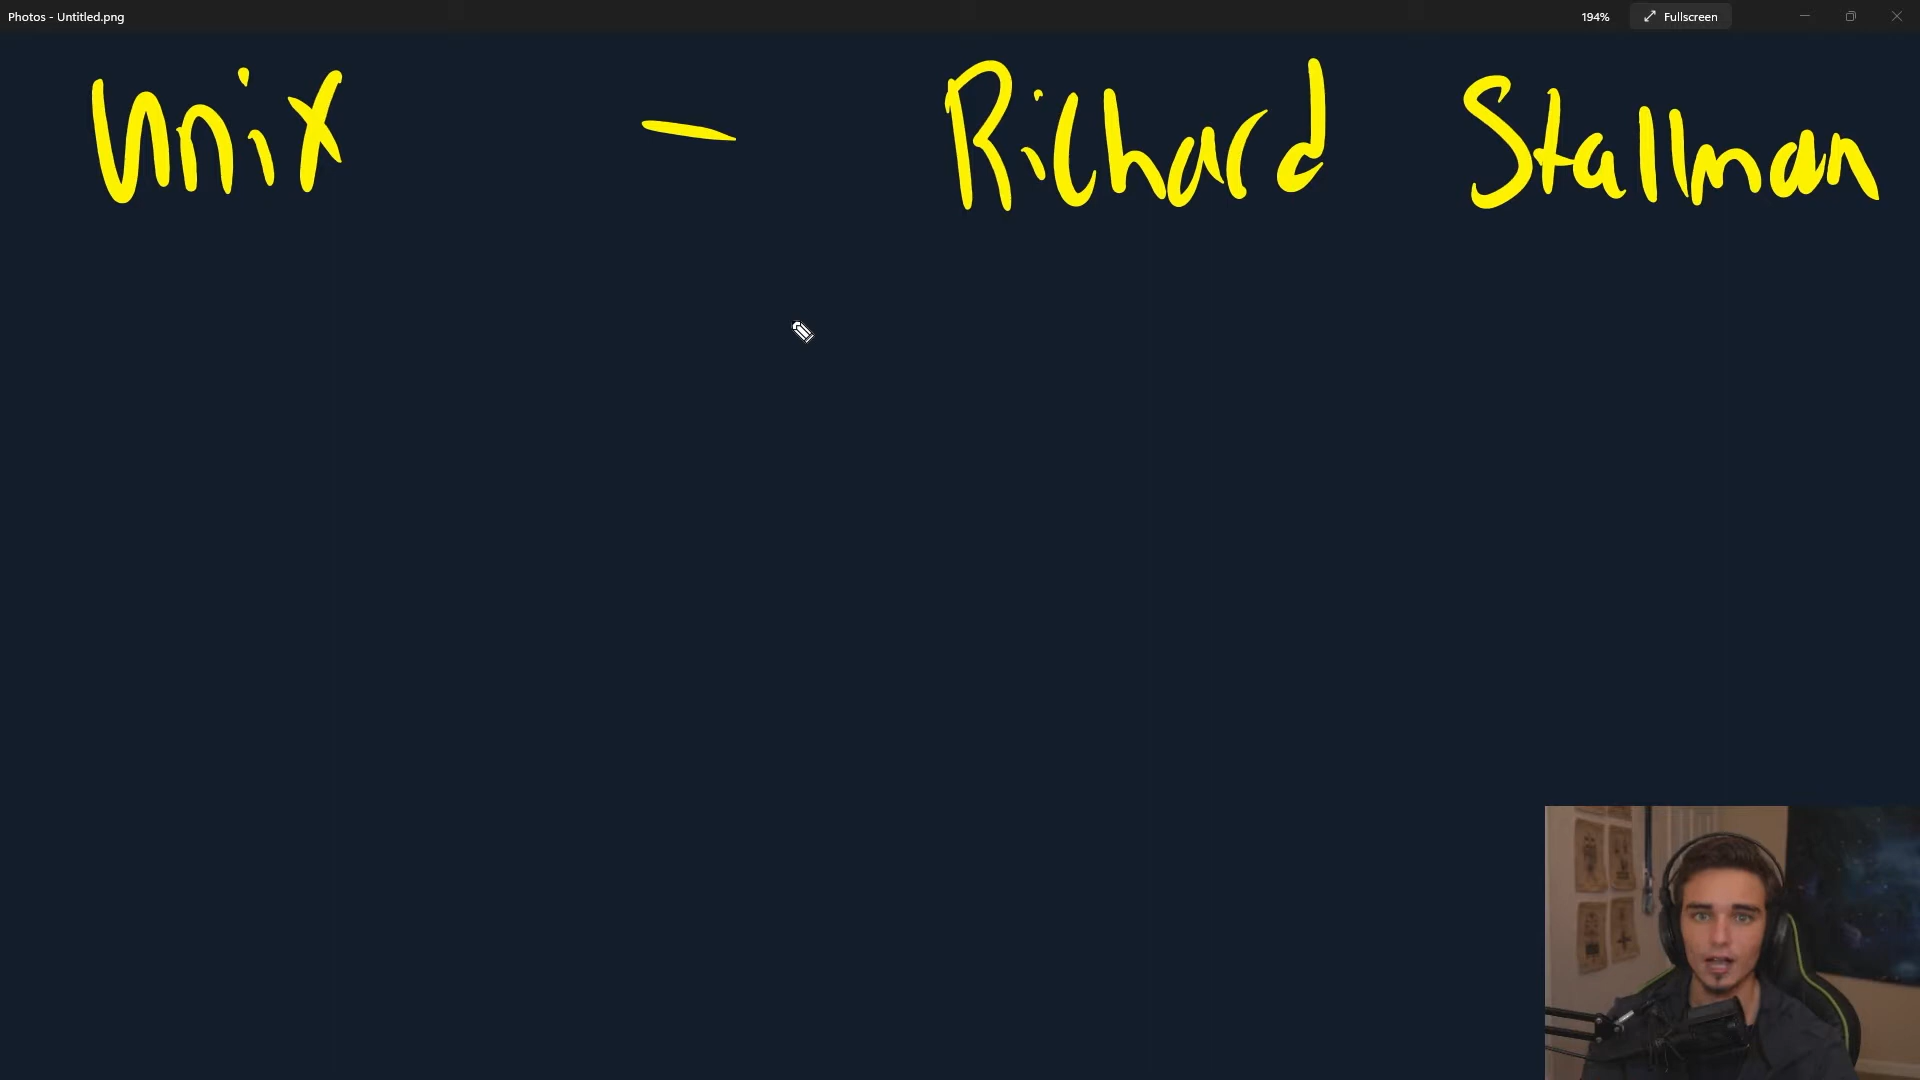 Photos - Untitled.png 194% Fullscreen
Unix - Richard Stallman